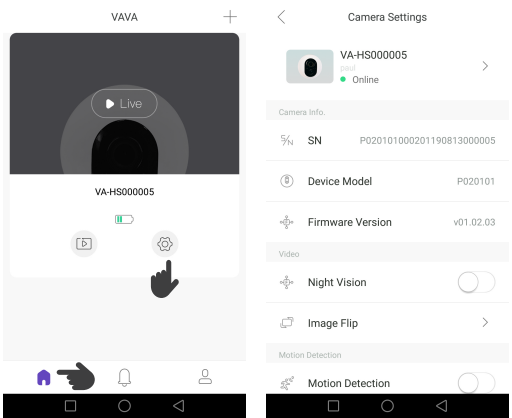 VAVA
Live
VA-HS000005
Camera Settings
VA-HS000005
paul
Online
Camera Info.
S/N SN P020101000201190813000005
Device Model P020101
Firmware Version v01.02.03
Video
Night Vision
Image Flip
Motion Detection
Motion Detection